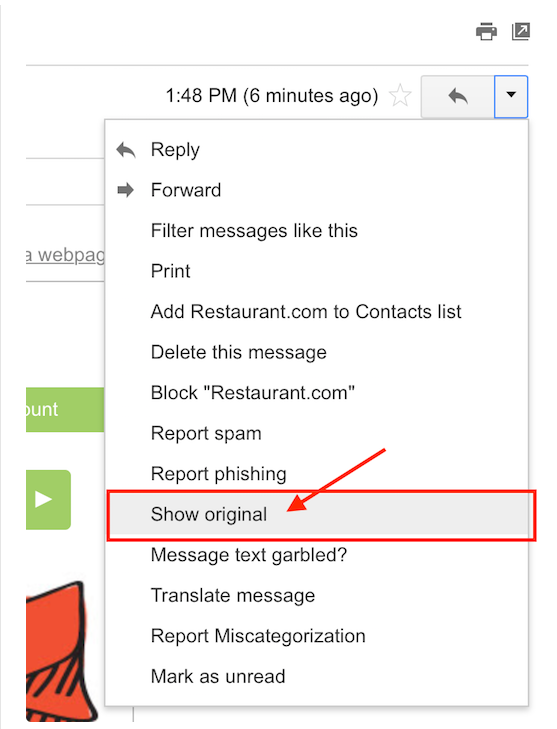 1:48 PM (6 minutes ago)
Reply
Forward
Filter messages like this
a webpag
Print
Add Restaurant.com to Contacts list
Delete this message
Block "Restaurant.com"
ount
Report spam
Report phishing
Show original
Message text garbled?
Translate message
Report Miscategorization
Mark as unread